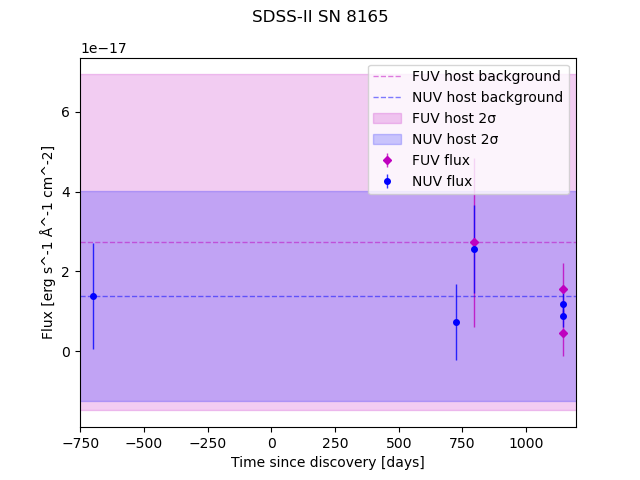 SDSS-II SN 8165
1e−17
FUV host background
NUV host background
FUV host 2σ
NUV host 2σ
FUV flux
NUV flux
6
4
2
0
Flux [erg s^-1 Å^-1 cm^-2]
−750
−500
−250
0
250
500
750
1000
Time since discovery [days]